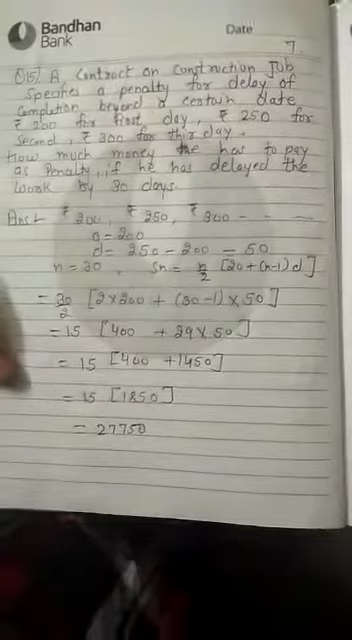 Bandhan
Bank
Date
7
Q15) A Contract on Construction Job
Specfies a penalty for delay of
Completion beyond a certain date
₹ 200 for first day, ₹ 250 for
Second, ₹ 300 for third day.
How much money the has to pay
as Penalty, if he has delayed the
work by 30 days.
Ans+ ₹ 200, ₹ 250, ₹ 300 - - -
a = 200
d = 250 - 200 = 50
n = 30, Sn = n/2 [2a + (n-1) d]
= 30/2 [2 x 200 + (30-1) x 50]
= 15 [400 + 29 x 50]
= 15 [400 + 1450]
= 15 [1850]
= 27750